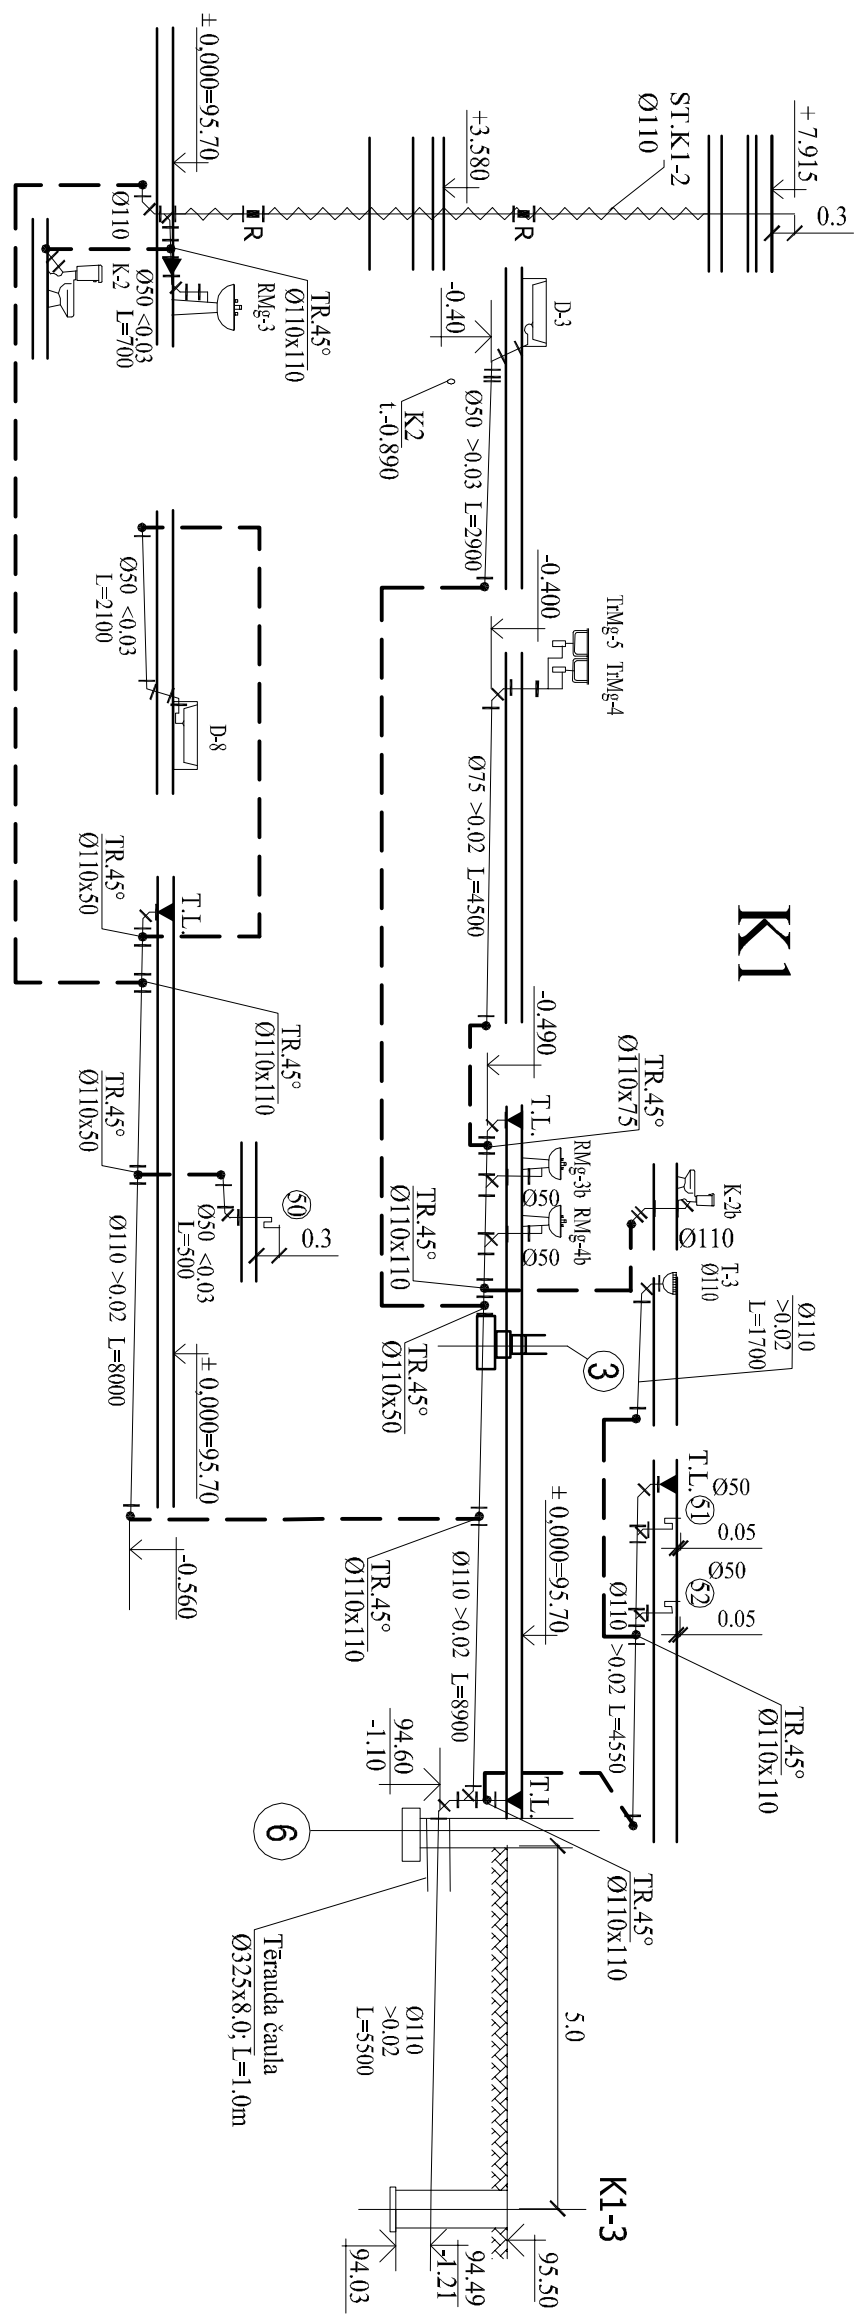 K1
+ 7.915
0.3
ST.K1-2
Ø110
+3.580
R
R
± 0,000=95.70
Ø110
K-2
Ø50 <0.03
L=700
RMg-3
TR.45°
Ø110x110
D-3
-0.40
K2
t.-0.890
Ø50 >0.03 L=2900
-0.400
TrMg-5 TrMg-4
Ø75 >0.02 L=4500
-0.490
T.L.
TR.45°
Ø110x75
RMg-3b RMg-4b
Ø50
Ø50
TR.45°
Ø110x110
TR.45°
Ø110x50
3
K-2b
Ø110
T-3
Ø110
Ø110
>0.02
L=1700
T.L.
Ø50
51
0.05
Ø50
52
0.05
Ø110 >0.02 L=4550
TR.45°
Ø110x110
Ø50 <0.03
L=2100
D-8
TR.45°
Ø110x50
T.L.
TR.45°
Ø110x110
TR.45°
Ø110x50
50
Ø50 <0.03
L=500
0.3
Ø110 >0.02 L=8000
± 0,000=95.70
-0.560
TR.45°
Ø110x110
± 0,000=95.70
Ø110 >0.02 L=8900
94.60
-1.10
T.L.
TR.45°
Ø110x110
6
Tērauda čaula
Ø325x8.0; L=1.0m
Ø110
>0.02
L=5500
5.0
K1-3
95.50
94.49
-1.21
94.03